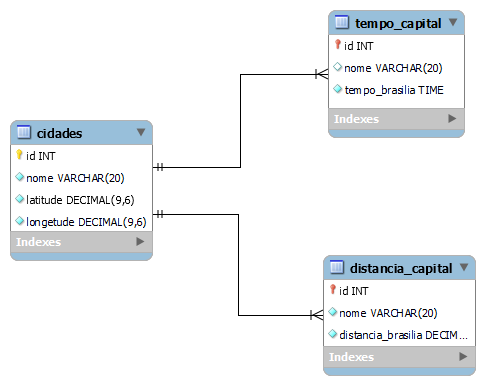 tempo_capital
id INT
nome VARCHAR(20)
tempo_brasilia TIME
Indexes
cidades
id INT
nome VARCHAR(20)
latitude DECIMAL(9,6)
longetude DECIMAL(9,6)
Indexes
distancia_capital
id INT
nome VARCHAR(20)
distancia_brasilia DECIM...
Indexes